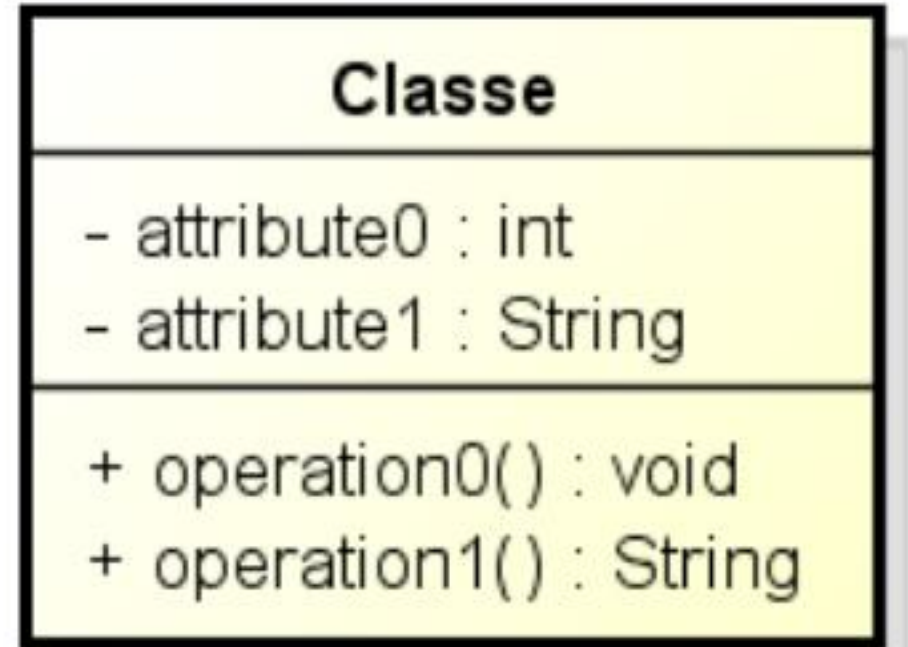 Classe
- attribute0 : int
- attribute1 : String
+ operation0() : void
+ operation1() : String